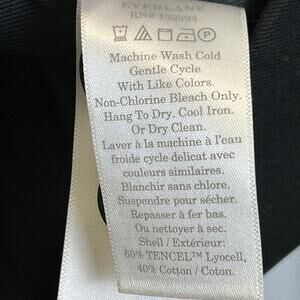 EVERLANE
RN# 139393
Machine Wash Cold
Gentle Cycle
With Like Colors.
Non-Chlorine Bleach Only.
Hang To Dry. Cool Iron.
Or Dry Clean.
Laver à la machine à l'eau
froide cycle delicat avec
couleurs similaires.
Blanchir sans chlore.
Suspendre pour sécher.
Repasser à fer bas.
Ou nettoyer à sec.
Shell / Extérieur:
60% TENCEL™ Lyocell,
40% Cotton / Coton.